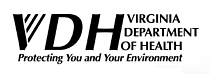 VDH VIRGINIA
DEPARTMENT
OF HEALTH
Protecting You and Your Environment